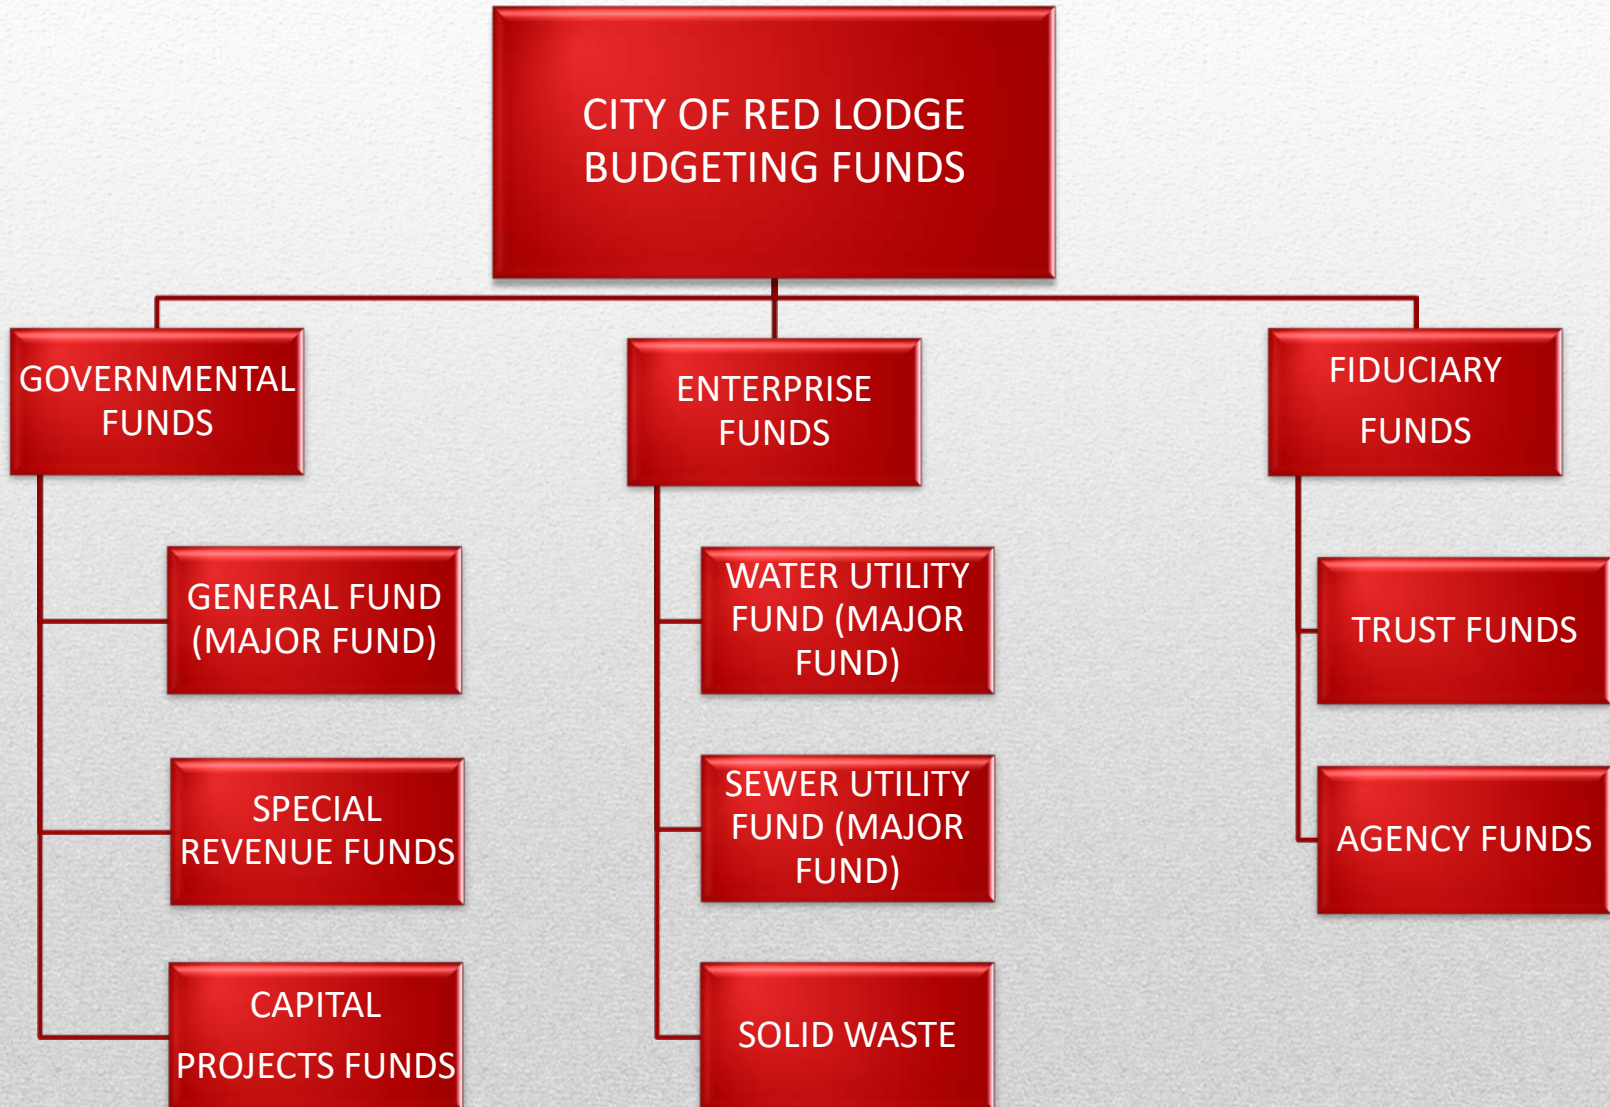 CITY OF RED LODGE
BUDGETING FUNDS
GOVERNMENTAL
FUNDS
GENERAL FUND
(MAJOR FUND)
SPECIAL
REVENUE FUNDS
CAPITAL
PROJECTS FUNDS
ENTERPRISE
FUNDS
WATER UTILITY
FUND (MAJOR
FUND)
SEWER UTILITY
FUND (MAJOR
FUND)
SOLID WASTE
FIDUCIARY
FUNDS
TRUST FUNDS
AGENCY FUNDS